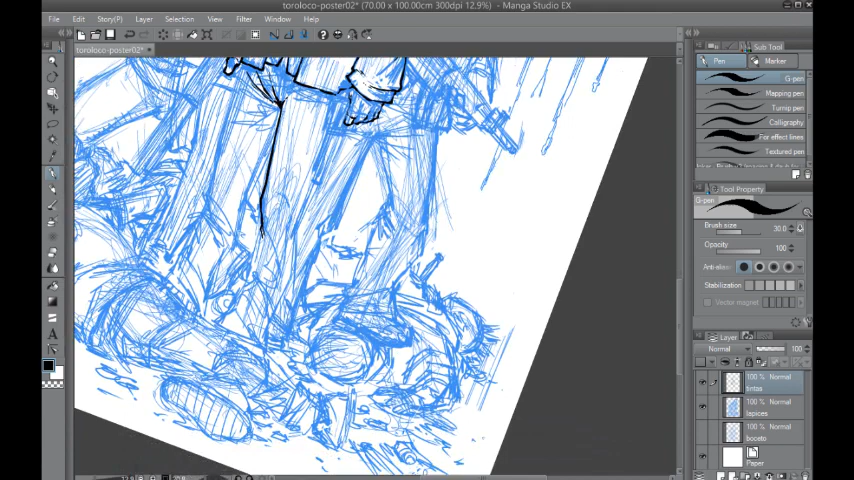 toroloco-poster02* (70.00 x 100.00cm 300dpi 12.9%) - Manga Studio EX
File Edit Story(P) Layer Selection View Filter Window Help
toroloco-poster02*
Sub Tool
Pen Marker
G-pen
Mapping pen
Turnip pen
Calligraphy
For effect lines
Textured pen
Tool Property
G-pen
Brush size 30.0
Opacity 100
Anti-aliasi
Stabilization
Vector magnet
Layer
Normal 100
100 % Normal
tintas
100 % Normal
lapices
100 % Normal
boceto
Paper